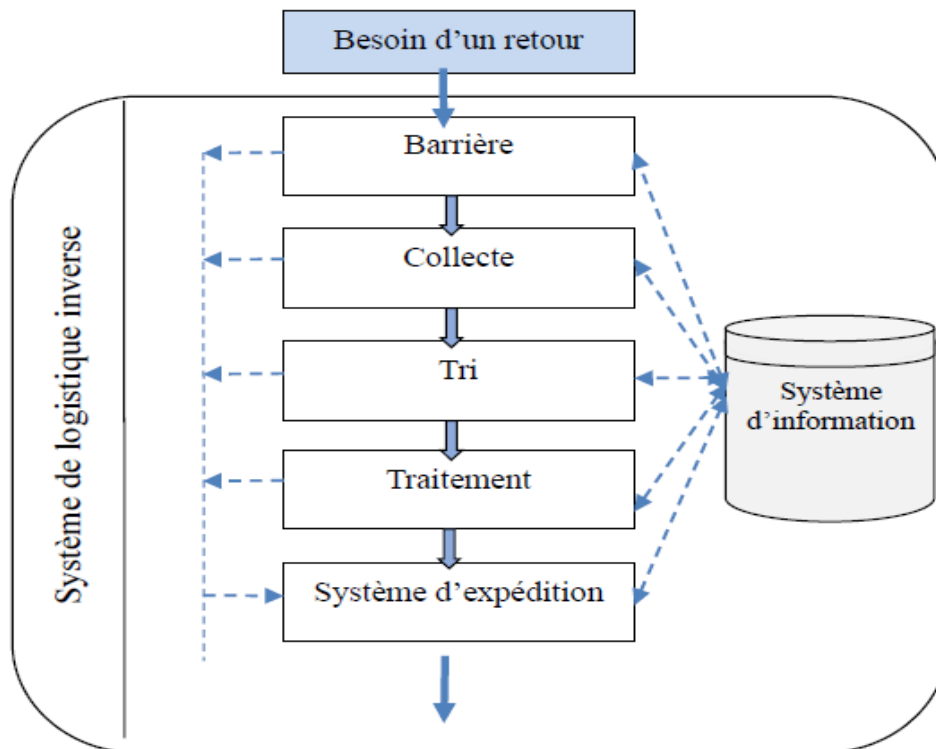 Besoin d'un retour
Système de logistique inverse
Barrière
Collecte
Tri
Système
d'information
Traitement
Système d'expédition